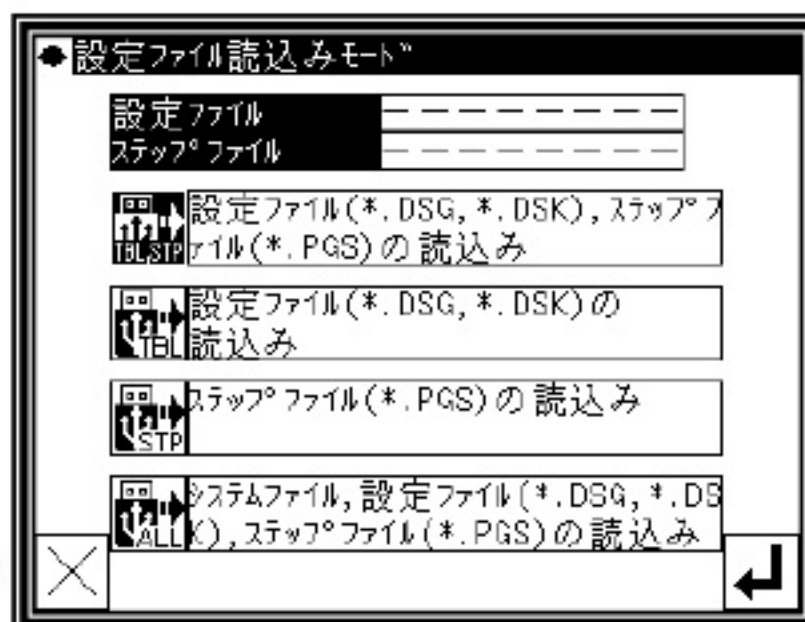 設定ファイル読込みモード
設定ファイル --------
ステップファイル --------
TBL,STP 設定ファイル(*.DSG,*.DSK),ステップフ
ァイル(*.PGS)の読込み
TBL 設定ファイル(*.DSG,*.DSK)の
読込み
STP ステップファイル(*.PGS)の読込み
ALL システムファイル,設定ファイル(*.DSG,*.DS
K),ステップファイル(*.PGS)の読込み